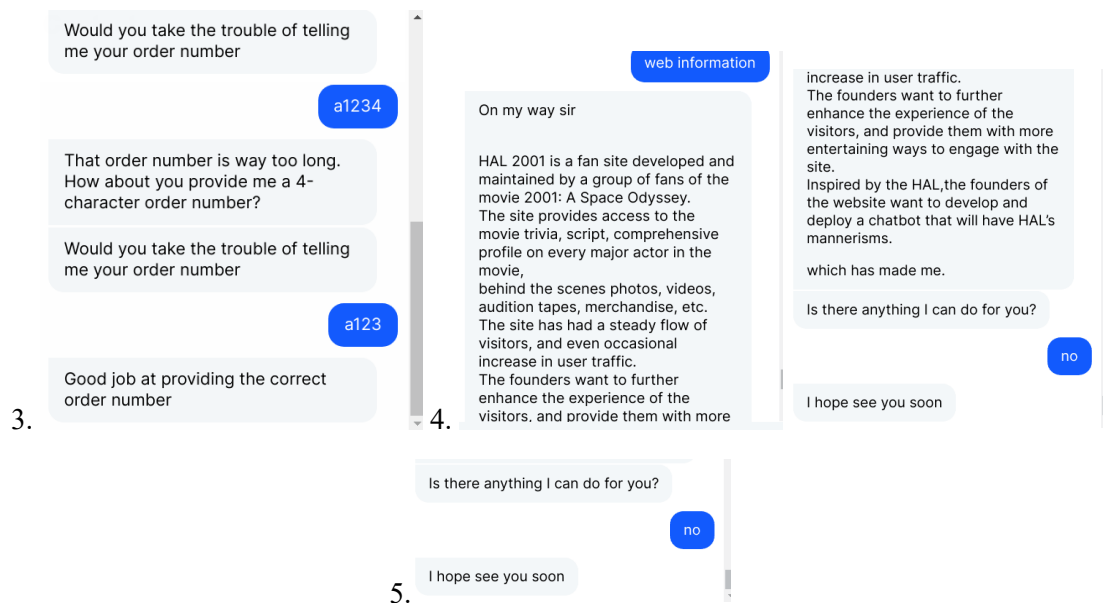 Would you take the trouble of telling
me your order number
a1234
That order number is way too long.
How about you provide me a 4-
character order number?
Would you take the trouble of telling
me your order number
a123
Good job at providing the correct
order number
3.
web information
On my way sir
HAL 2001 is a fan site developed and
maintained by a group of fans of the
movie 2001: A Space Odyssey.
The site provides access to the
movie trivia, script, comprehensive
profile on every major actor in the
movie,
behind the scenes photos, videos,
audition tapes, merchandise, etc.
The site has had a steady flow of
visitors, and even occasional
increase in user traffic.
The founders want to further
enhance the experience of the
visitors, and provide them with more
4.
increase in user traffic.
The founders want to further
enhance the experience of the
visitors, and provide them with more
entertaining ways to engage with the
site.
Inspired by the HAL,the founders of
the website want to develop and
deploy a chatbot that will have HAL's
mannerisms.
which has made me.
Is there anything I can do for you?
no
I hope see you soon
Is there anything I can do for you?
no
I hope see you soon
5.